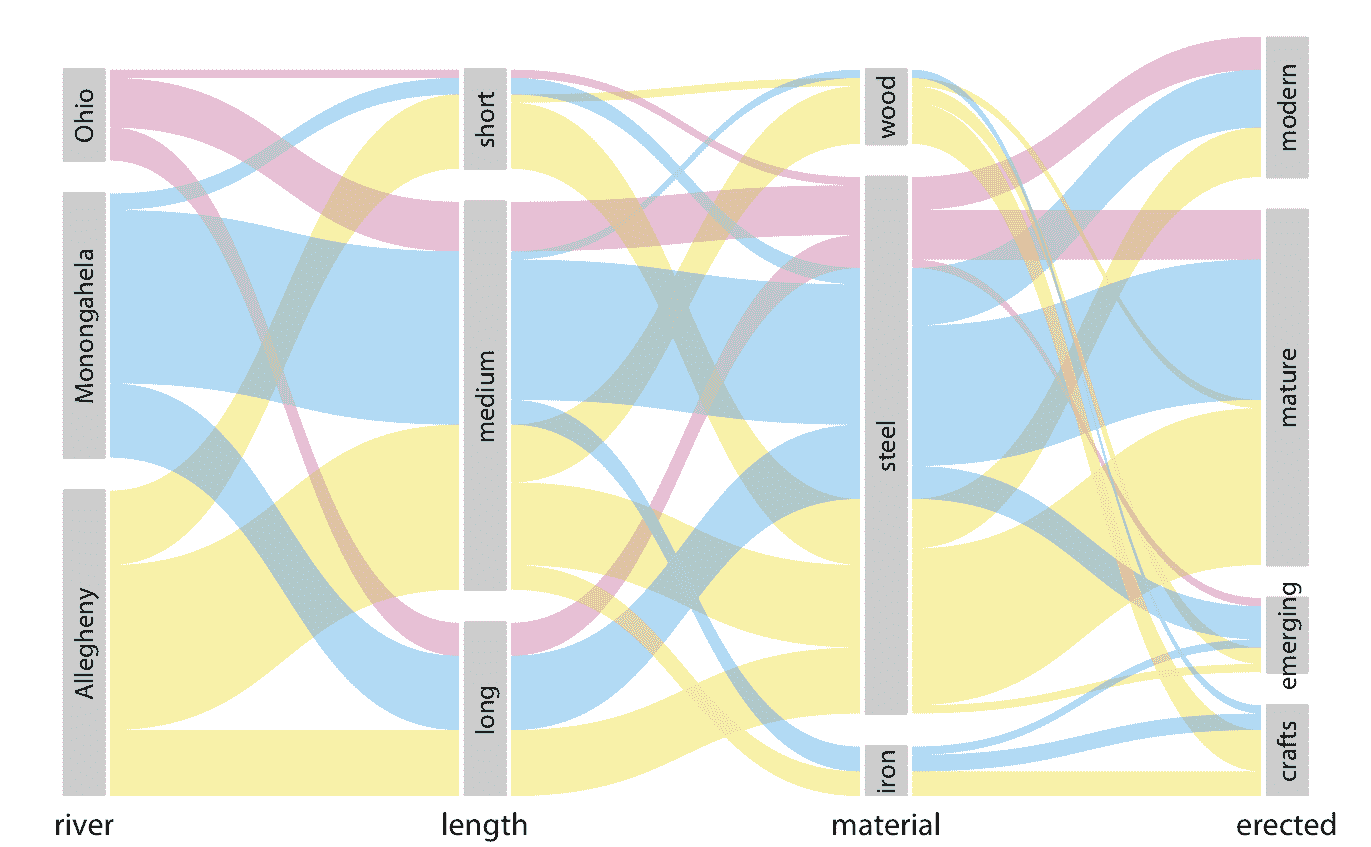 Ohio
Monongahela
Allegheny
short
medium
long
wood
steel
iron
modern
mature
emerging
crafts
river
length
material
erected